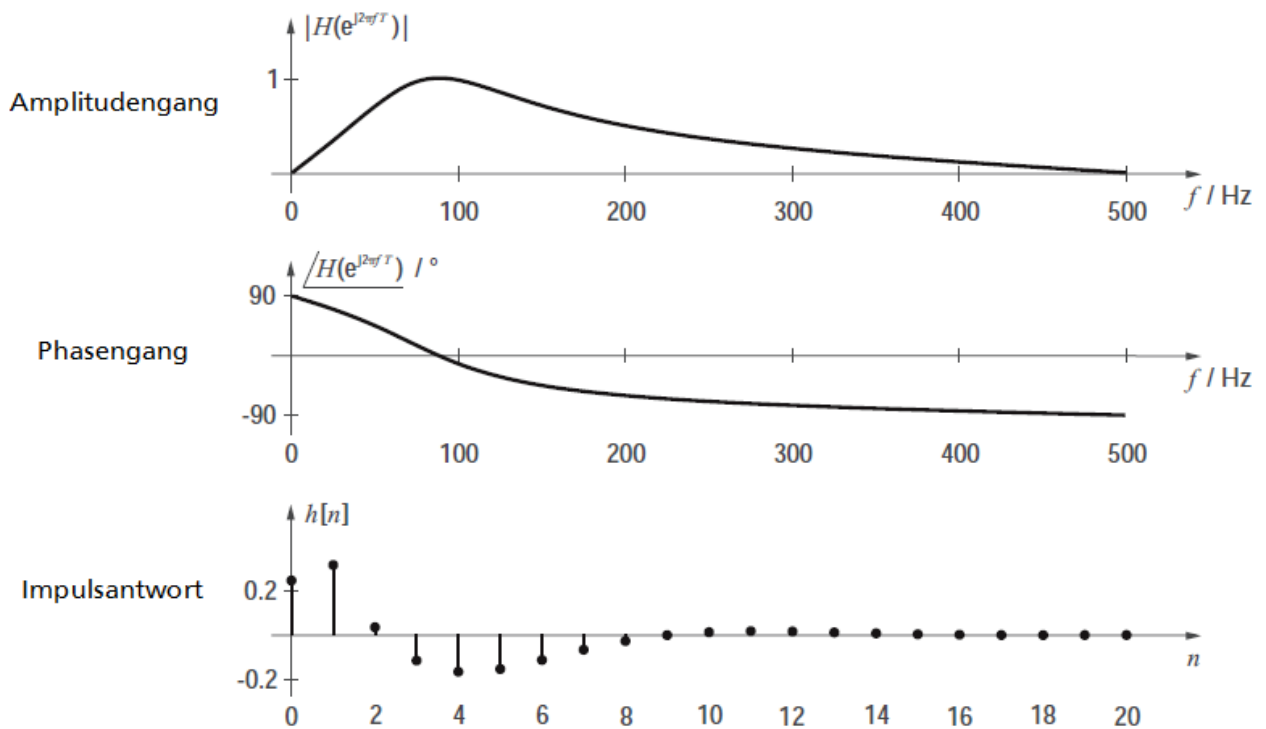 |H(e^{j2πfT})|
1
Amplitudengang
0 100 200 300 400 500
f / Hz
/H(e^{j2πfT}) / °
90
Phasengang
f / Hz
-90
0 100 200 300 400 500
h[n]
Impulsantwort
0.2
n
-0.2
0 2 4 6 8 10 12 14 16 18 20